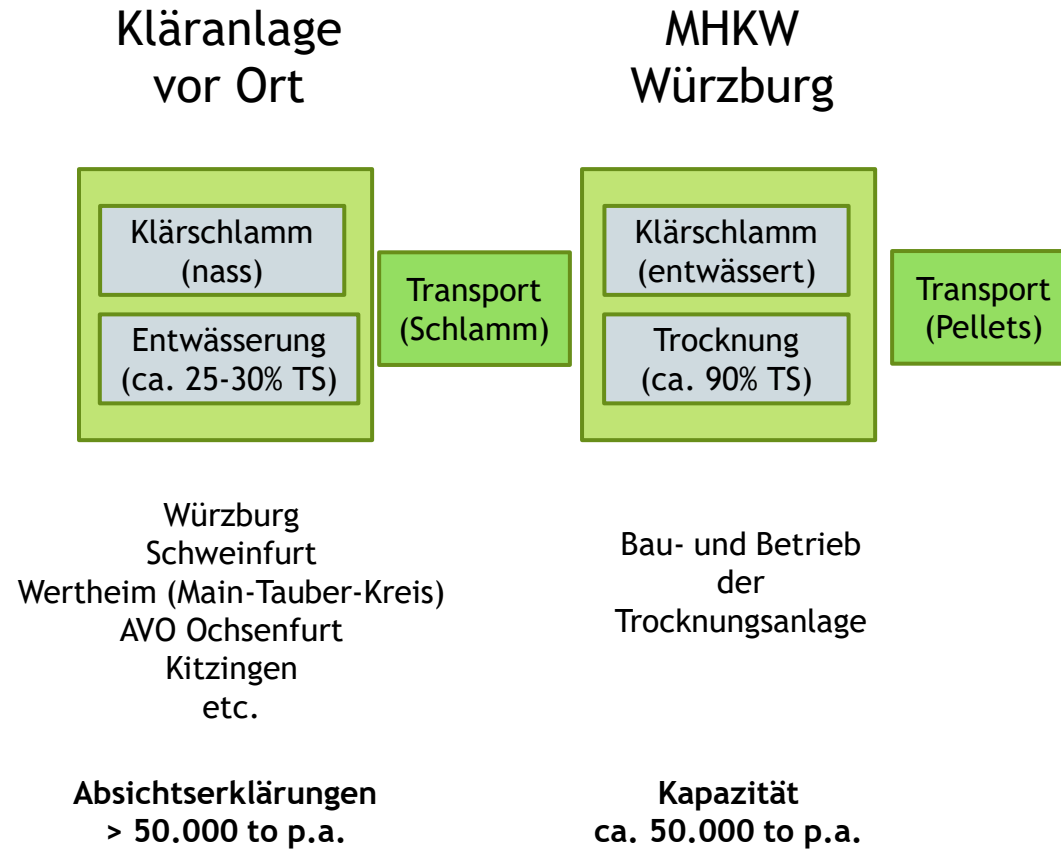 Kläranlage
vor Ort
MHKW
Würzburg
Klärschlamm
(nass)
Entwässerung
(ca. 25-30% TS)
Transport
(Schlamm)
Klärschlamm
(entwässert)
Trocknung
(ca. 90% TS)
Transport
(Pellets)
Würzburg
Schweinfurt
Wertheim (Main-Tauber-Kreis)
AVO Ochsenfurt
Kitzingen
etc.
Bau- und Betrieb
der
Trocknungsanlage
Absichtserklärungen
> 50.000 to p.a.
Kapazität
ca. 50.000 to p.a.